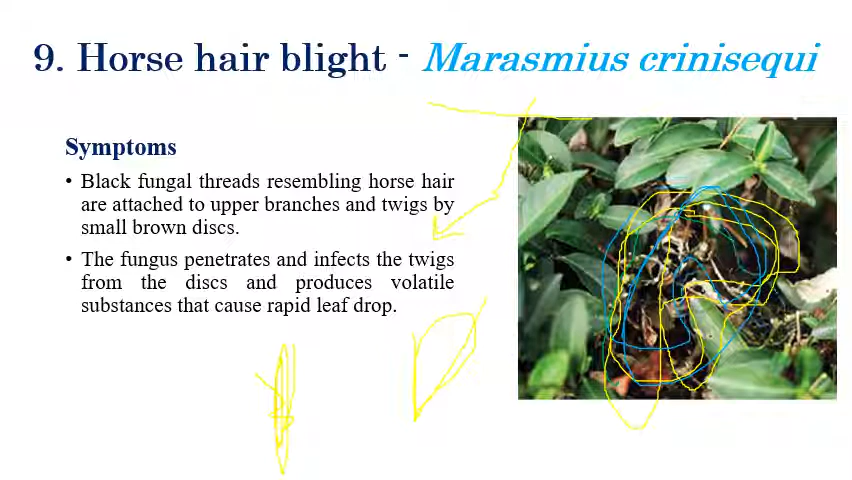 9. Horse hair blight - Marasmius crinisequi
Symptoms
• Black fungal threads resembling horse hair
are attached to upper branches and twigs by
small brown discs.
• The fungus penetrates and infects the twigs
from the discs and produces volatile
substances that cause rapid leaf drop.